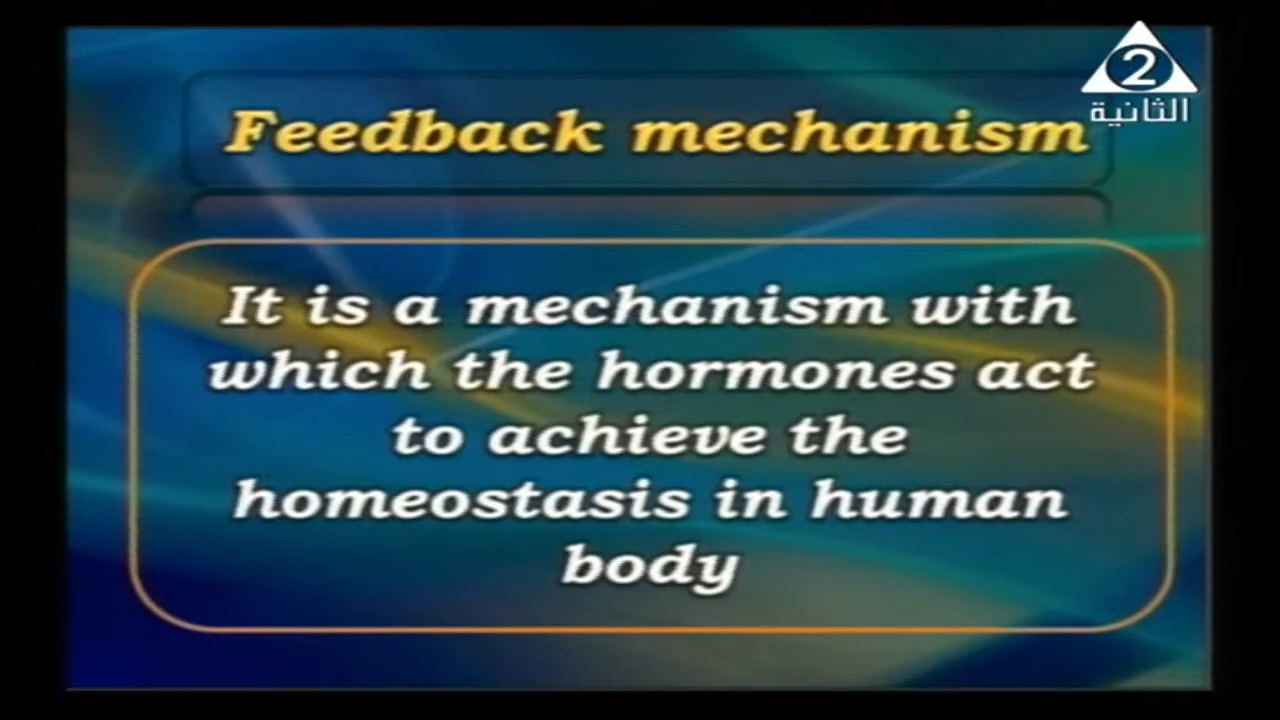 2
الثانية
Feedback mechanism
It is a mechanism with
which the hormones act
to achieve the
homeostasis in human
body